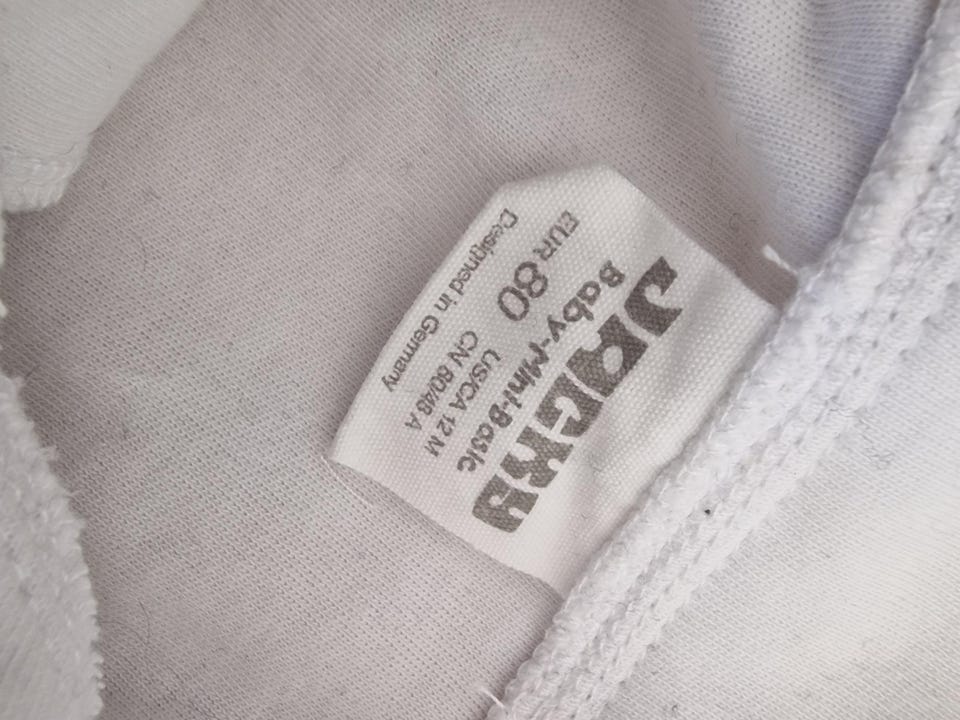 JACKY
Baby-Mini-Basic
EUR 80 US/CA 12 M
CN 80/48 A
Designed in Germany